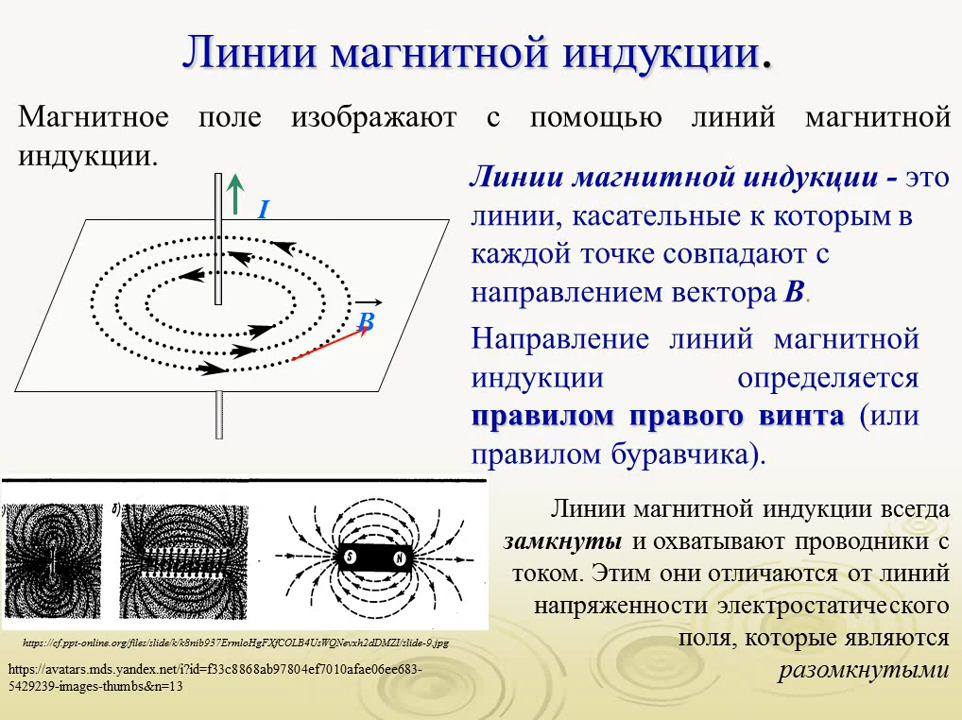 Линии магнитной индукции.
Магнитное поле изображают с помощью линий магнитной
индукции.
I
B
Линии магнитной индукции - это
линии, касательные к которым в
каждой точке совпадают с
направлением вектора B.
Направление линий магнитной
индукции определяется
правилом правого винта (или
правилом буравчика).
б)
S N
Линии магнитной индукции всегда
замкнуты и охватывают проводники с
током. Этим они отличаются от линий
напряженности электростатического
поля, которые являются
разомкнутыми
https://avatars.mds.yandex.net/i?id=f33c8868ab97804ef7010afae06ee683-
5429239-images-thumbs&n=13